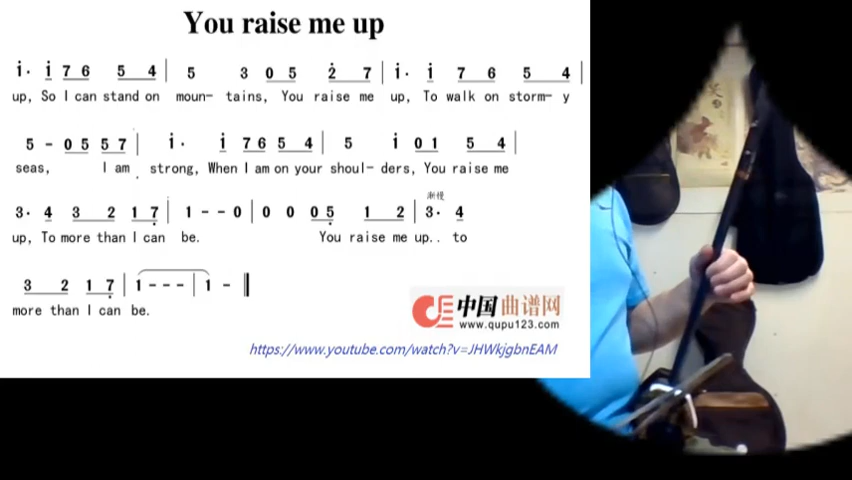 You raise me up
i· i 7 6 5 4 | 5 3 0 5 2 7 | i· i 7 6 5 4 |
up, So I can stand on moun- tains, You raise me up, To walk on storm- y
5 - 0 5 5 7 | i· i 7 6 5 4 | 5 i 0 1 5 4 |
seas, I am strong, When I am on your shoul- ders, You raise me
渐慢
3· 4 3 2 1 7 | 1 - - 0 | 0 0 0 5 1 2 | 3· 4
up, To more than I can be. You raise me up.. to
3 2 1 7 | 1 - - - | 1 - ‖
more than I can be.
中国曲谱网
www.qupu123.com
https://www.youtube.com/watch?v=JHWkjgbnEAM